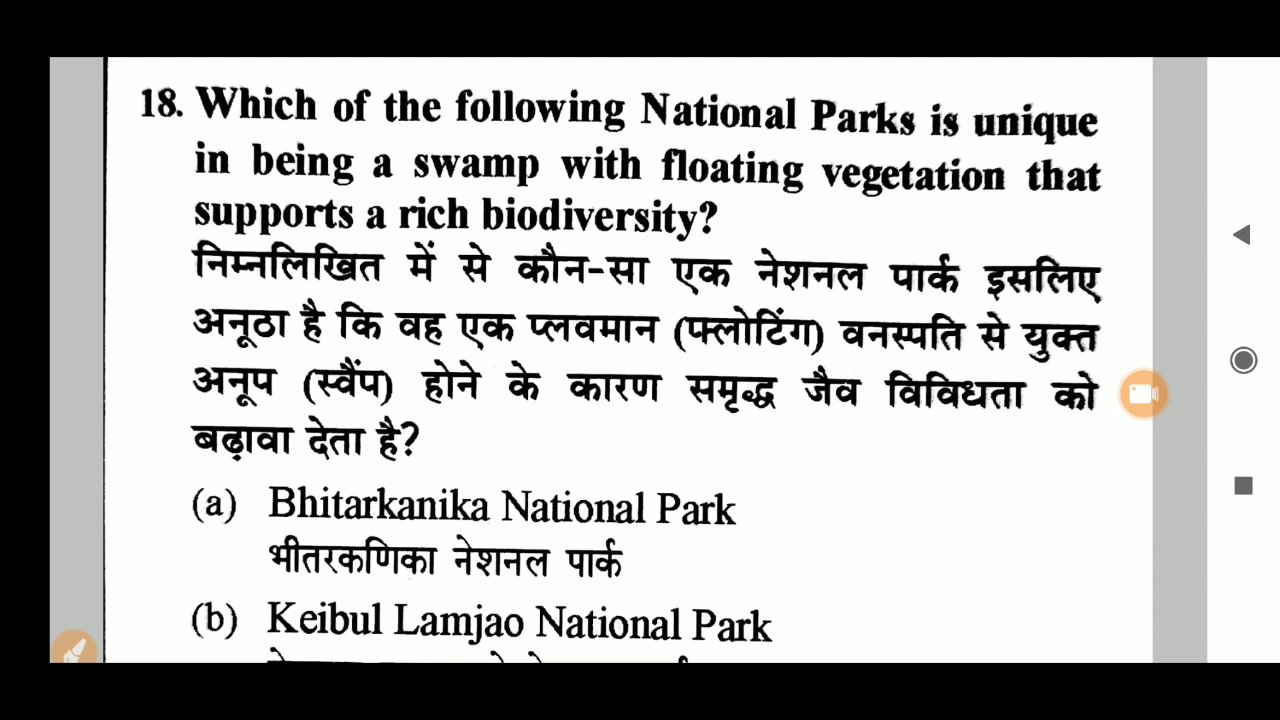 18. Which of the following National Parks is unique
in being a swamp with floating vegetation that
supports a rich biodiversity?
निम्नलिखित में से कौन-सा एक नेशनल पार्क इसलिए
अनूठा है कि वह एक प्लवमान (फ्लोटिंग) वनस्पति से युक्त
अनूप (स्वैंप) होने के कारण समृद्ध जैव विविधता को
बढ़ावा देता है?
(a) Bhitarkanika National Park
भीतरकणिका नेशनल पार्क
(b) Keibul Lamjao National Park